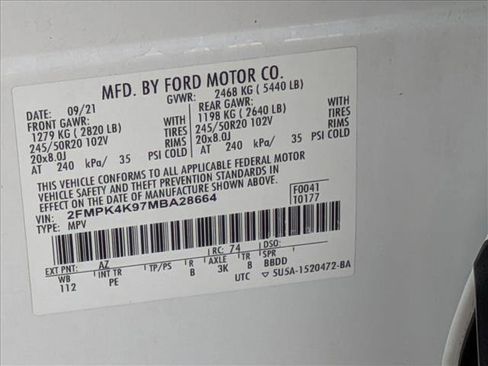 MFD. BY FORD MOTOR CO.
DATE: 09/21 GVWR: 2468 KG ( 5440 LB)
FRONT GAWR: REAR GAWR:
1279 KG ( 2820 LB) WITH 1198 KG ( 2640 LB) WITH
245/50R20 102V TIRES 245/50R20 102V TIRES
20x8.0J RIMS 20x8.0J RIMS
AT 240 kPa/ 35 PSI COLD AT 240 kPa/ 35 PSI COLD
THIS VEHICLE CONFORMS TO ALL APPLICABLE FEDERAL MOTOR
VEHICLE SAFETY AND THEFT PREVENTION STANDARDS IN
EFFECT ON THE DATE OF MANUFACTURE SHOWN ABOVE.
VIN: 2FMPK4K97MBA28664 F0041
TYPE: MPV 10177
EXT PNT: AZ RC: 74 DSO:
WB INT TR TP/PS R AXLE TR SPR
112 PE B 3K B BBDD
UTC 5U5A-1520472-BA